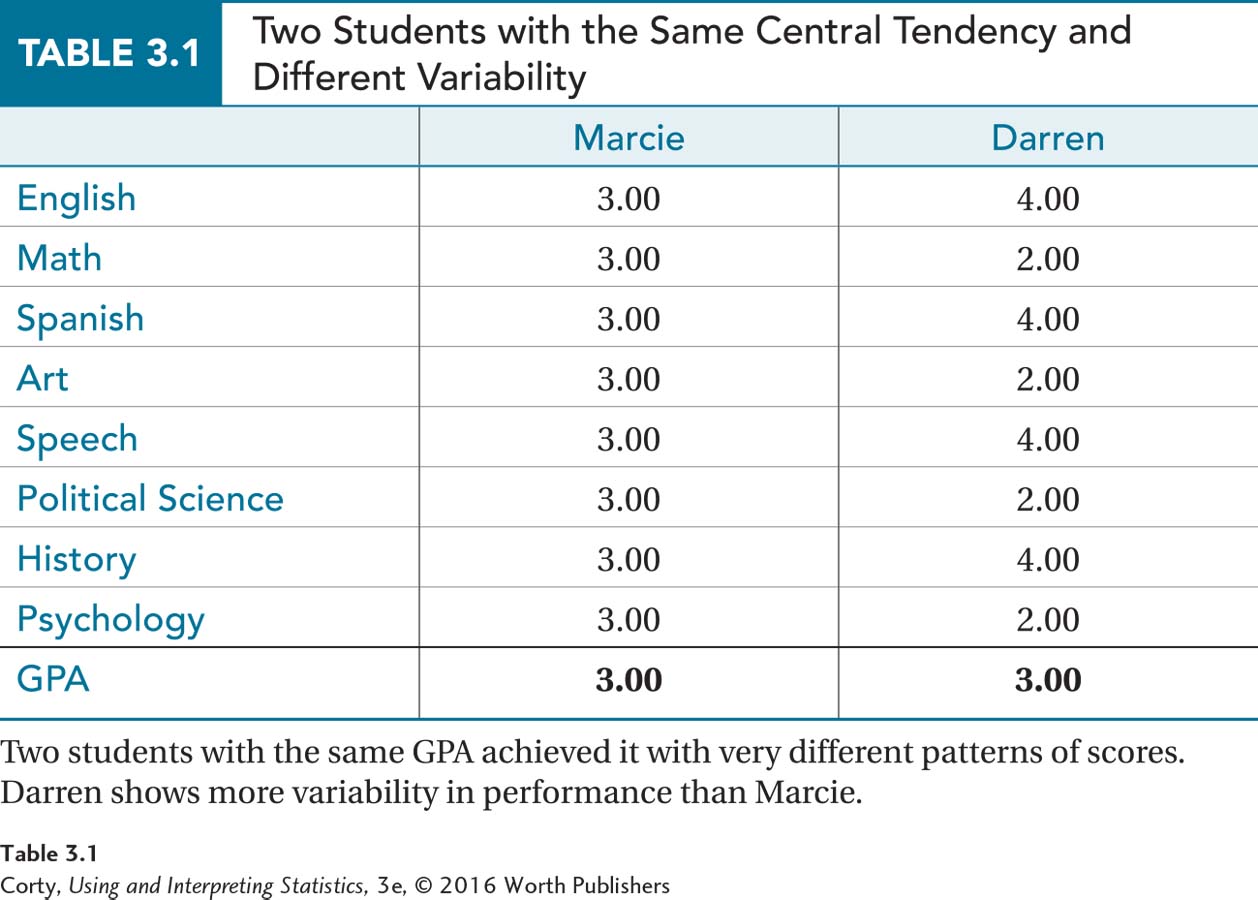 TABLE 3.1
Two Students with the Same Central Tendency and
Different Variability
Marcie Darren
English 3.00 4.00
Math 3.00 2.00
Spanish 3.00 4.00
Art 3.00 2.00
Speech 3.00 4.00
Political Science 3.00 2.00
History 3.00 4.00
Psychology 3.00 2.00
GPA 3.00 3.00
Two students with the same GPA achieved it with very different patterns of scores.
Darren shows more variability in performance than Marcie.
Table 3.1
Corty, Using and Interpreting Statistics, 3e, © 2016 Worth Publishers